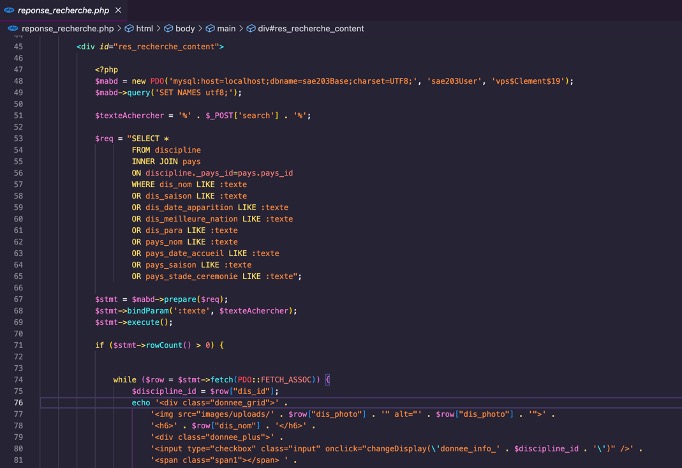 reponse_recherche.php ×
reponse_recherche.php > html > body > main > div#res_recherche_content
45 <div id="res_recherche_content">
46
47 <?php
48 $mabd = new PDO('mysql:host=localhost;dbname=sae203Base;charset=UTF8;', 'sae203User', 'vps$Clement$19');
49 $mabd->query('SET NAMES utf8;');
50
51 $texteAchercher = '%' . $_POST['search'] . '%';
52
53 $req = "SELECT *
54 FROM discipline
55 INNER JOIN pays
56 ON discipline._pays_id=pays.pays_id
57 WHERE dis_nom LIKE :texte
58 OR dis_saison LIKE :texte
59 OR dis_date_apparition LIKE :texte
60 OR dis_meilleure_nation LIKE :texte
61 OR dis_para LIKE :texte
62 OR pays_nom LIKE :texte
63 OR pays_date_accueil LIKE :texte
64 OR pays_saison LIKE :texte
65 OR pays_stade_ceremonie LIKE :texte";
66
67 $stmt = $mabd->prepare($req);
68 $stmt->bindParam(':texte', $texteAchercher);
69 $stmt->execute();
70
71 if ($stmt->rowCount() > 0) {
72
73
74 while ($row = $stmt->fetch(PDO::FETCH_ASSOC)) {
75 $discipline_id = $row["dis_id"];
76 echo '<div class="donnee_grid">' .
77 '<img src="images/uploads/' . $row["dis_photo"] . '" alt="' . $row["dis_photo"] . '">' .
78 '<h6>' . $row["dis_nom"] . '</h6>' .
79 '<div class="donnee_plus">' .
80 '<input type="checkbox" class="input" onclick="changeDisplay(\'donnee_info_' . $discipline_id . '\')" />' .
81 '<span class="span1"></span> ' .